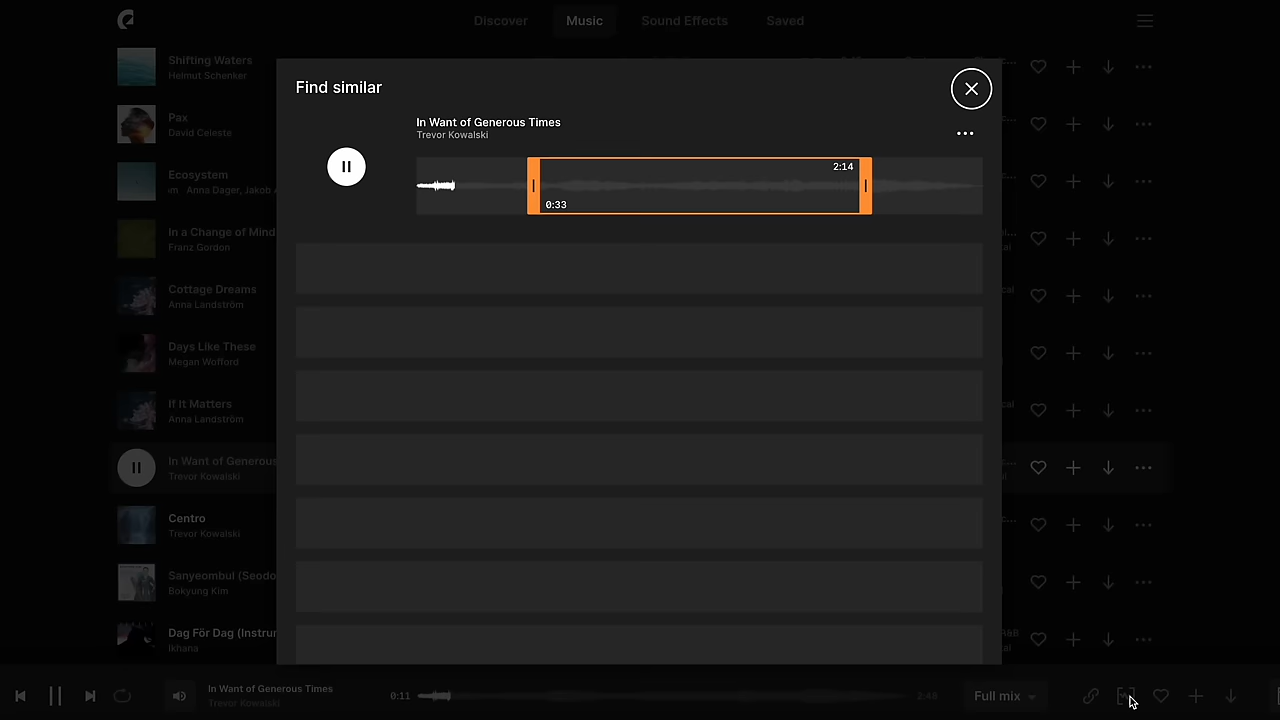 Discover
Music
Sound Effects
Saved
Shifting Waters
Helmut Schenker
Pax
David Celeste
Ecosystem
om Anna Dager, Jakob A
In a Change of Mind
Franz Gordon
Cottage Dreams
Anna Landström
Days Like These
Megan Wofford
If It Matters
Anna Landström
In Want of Generous
Trevor Kowalski
Centro
Trevor Kowalski
Sanyeombul (Seodo
Bokyung Kim
Dag För Dag (Instrur
Ikhana
Find similar
In Want of Generous Times
Trevor Kowalski
2:14
0:33
In Want of Generous Times
Trevor Kowalski
0:11
2:45
Full mix